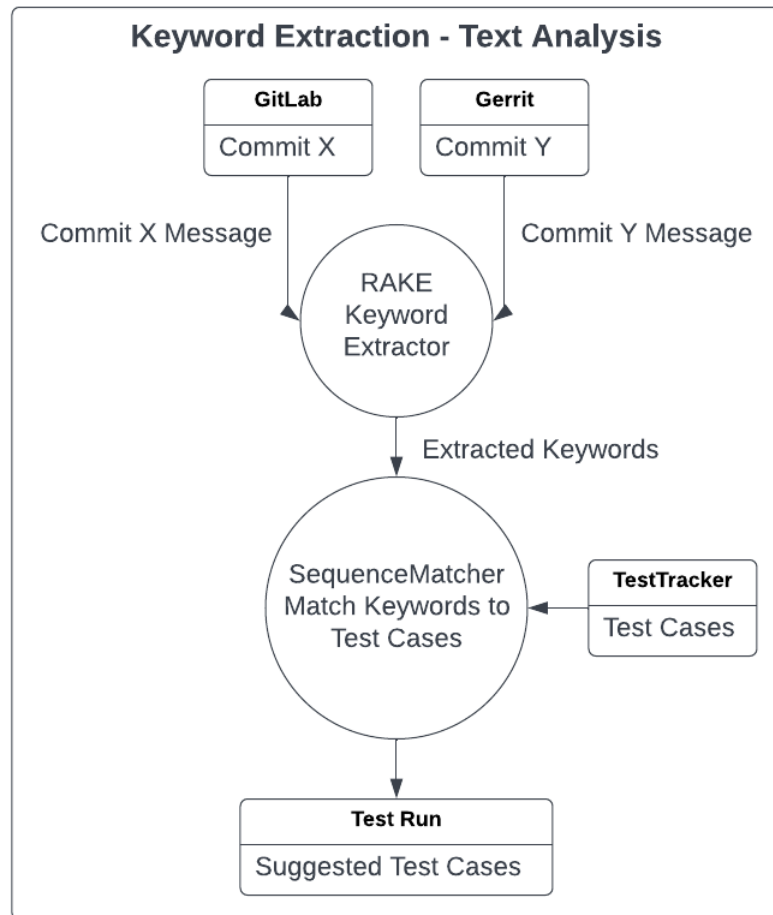 Keyword Extraction - Text Analysis
GitLab
Commit X
Gerrit
Commit Y
Commit X Message
Commit Y Message
RAKE
Keyword
Extractor
Extracted Keywords
SequenceMatcher
Match Keywords to
Test Cases
TestTracker
Test Cases
Test Run
Suggested Test Cases